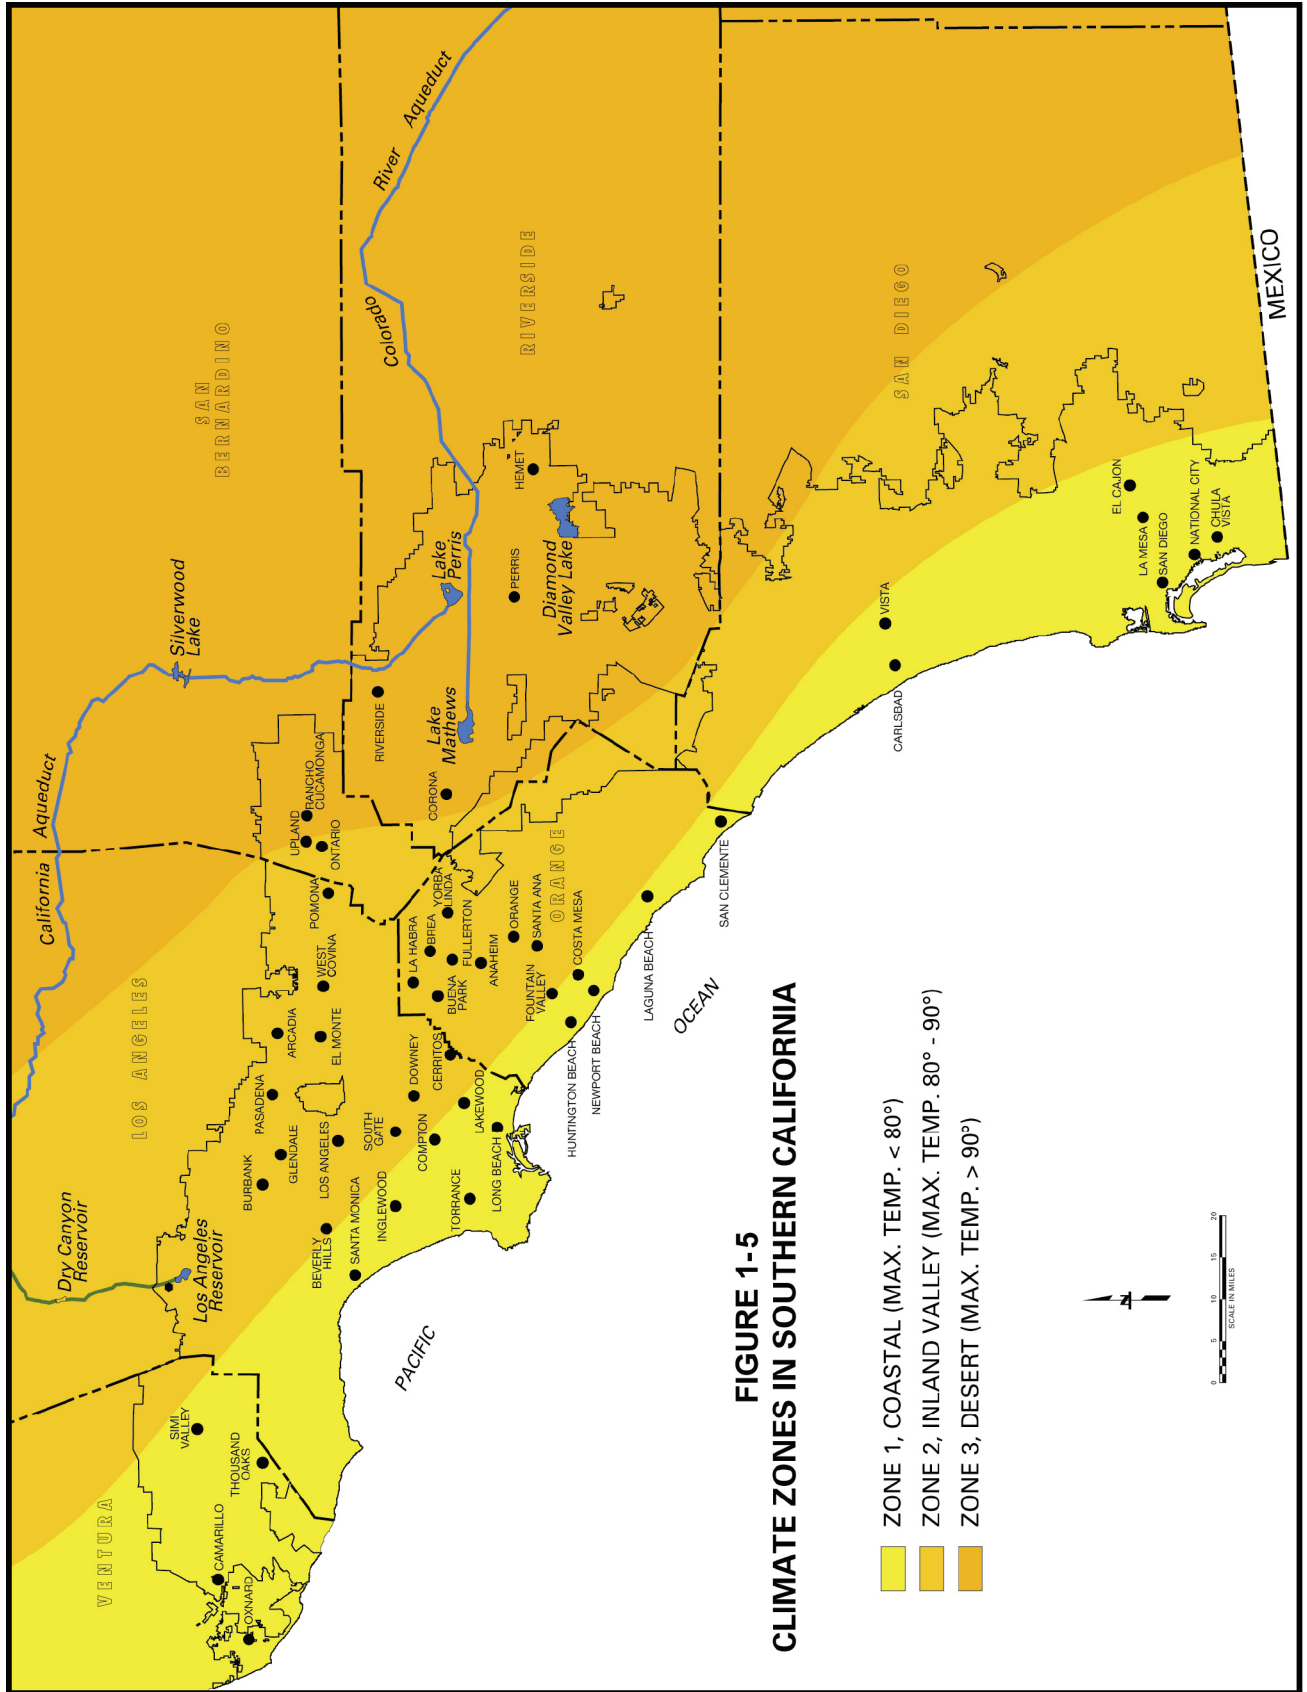 California
Aqueduct
Silverwood
Lake
SAN
BERNARDINO
Colorado
River
Aqueduct
RIVERSIDE
LOS ANGELES
Dry Canyon
Reservoir
Los Angeles
Reservoir
VENTURA
SIMI
VALLEY
THOUSAND
OAKS
CAMARILLO
OXNARD
BURBANK
GLENDALE
PASADENA
ARCADIA
EL MONTE
WEST
COVINA
POMONA
UPLAND
RANCHO
CUCAMONGA
ONTARIO
LOS ANGELES
BEVERLY
HILLS
SANTA MONICA
INGLEWOOD
SOUTH
GATE
COMPTON
DOWNEY
CERRITOS
LAKEWOOD
TORRANCE
LONG BEACH
LA HABRA
BREA
YORBA
LINDA
FULLERTON
BUENA
PARK
ANAHEIM
ORANGE
SANTA ANA
ORANGE
FOUNTAIN
VALLEY
COSTA MESA
HUNTINGTON BEACH
NEWPORT BEACH
LAGUNA BEACH
SAN CLEMENTE
RIVERSIDE
CORONA
Lake
Mathews
Lake
Perris
PERRIS
HEMET
Diamond
Valley Lake
SAN DIEGO
VISTA
CARLSBAD
EL CAJON
LA MESA
SAN DIEGO
NATIONAL CITY
CHULA
VISTA
MEXICO
PACIFIC
OCEAN
FIGURE 1-5
CLIMATE ZONES IN SOUTHERN CALIFORNIA
ZONE 1, COASTAL (MAX. TEMP. < 80°)
ZONE 2, INLAND VALLEY (MAX. TEMP. 80° - 90°)
ZONE 3, DESERT (MAX. TEMP. > 90°)
N
0 5 10 15 20
SCALE IN MILES